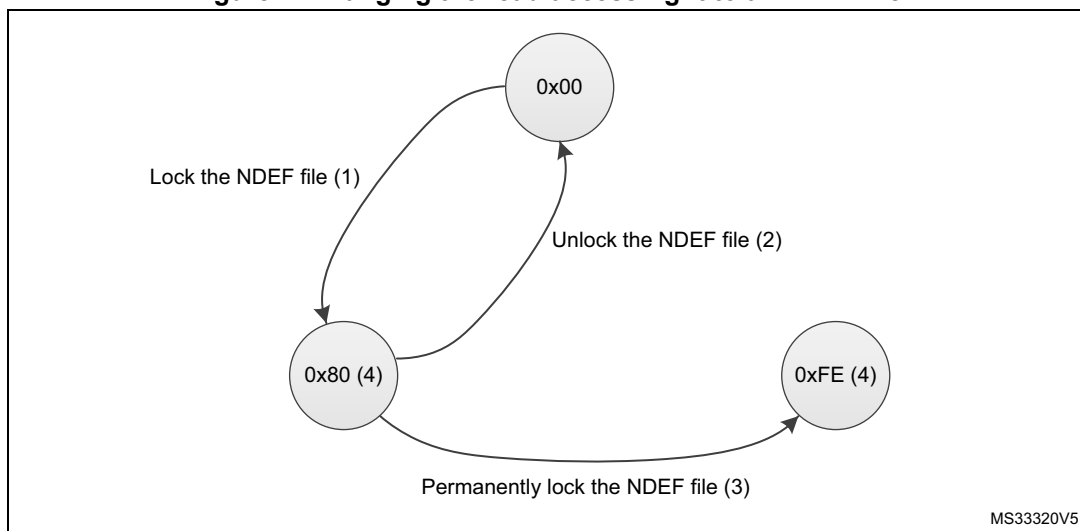 0x00
Lock the NDEF file (1)
Unlock the NDEF file (2)
0x80 (4)
0xFE (4)
Permanently lock the NDEF file (3)
MS33320V5